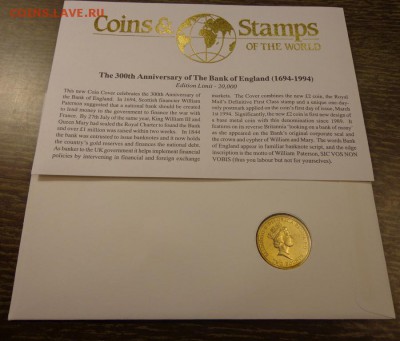 Coins & Stamps
OF THE WORLD
The 300th Anniversary of The Bank of England (1694-1994)
Edition Limit - 20,000
This new Coin Cover celebrates the 300th Anniversary of
the Bank of England. In 1694, Scottish financier William
Paterson suggested that a national bank should be created
to lend money to the government to finance the war with
France. By 27th July of the same year, King William III and
Queen Mary had sealed the Royal Charter to found the Bank
and over £1 million was raised within two weeks. In 1844
the bank was entrusted to issue banknotes and it now holds
the country's gold reserves and finances the national debt.
As banker to the UK government it helps implement financial
policies by intervening in financial and foreign exchange
markets. The Cover combines the new £2 coin, the Royal
Mail's Definitive First Class stamp and a unique one-day-
only postmark applied on the year's first day of issue, March
1st 1994. Significantly, the new £2 coin is first new design of
a base metal coin with this denomination since 1989. It
features on its reverse Britannia 'looking on a bank of money'
as she appeared on the Bank's original corporate seal and
the crown and cypher of William and Mary. The words Bank
of England appear in familiar banknote script, and the edge
inscription is the motto of William Paterson, SIC VOS NON
VOBIS (thus you labour but not for yourselves).